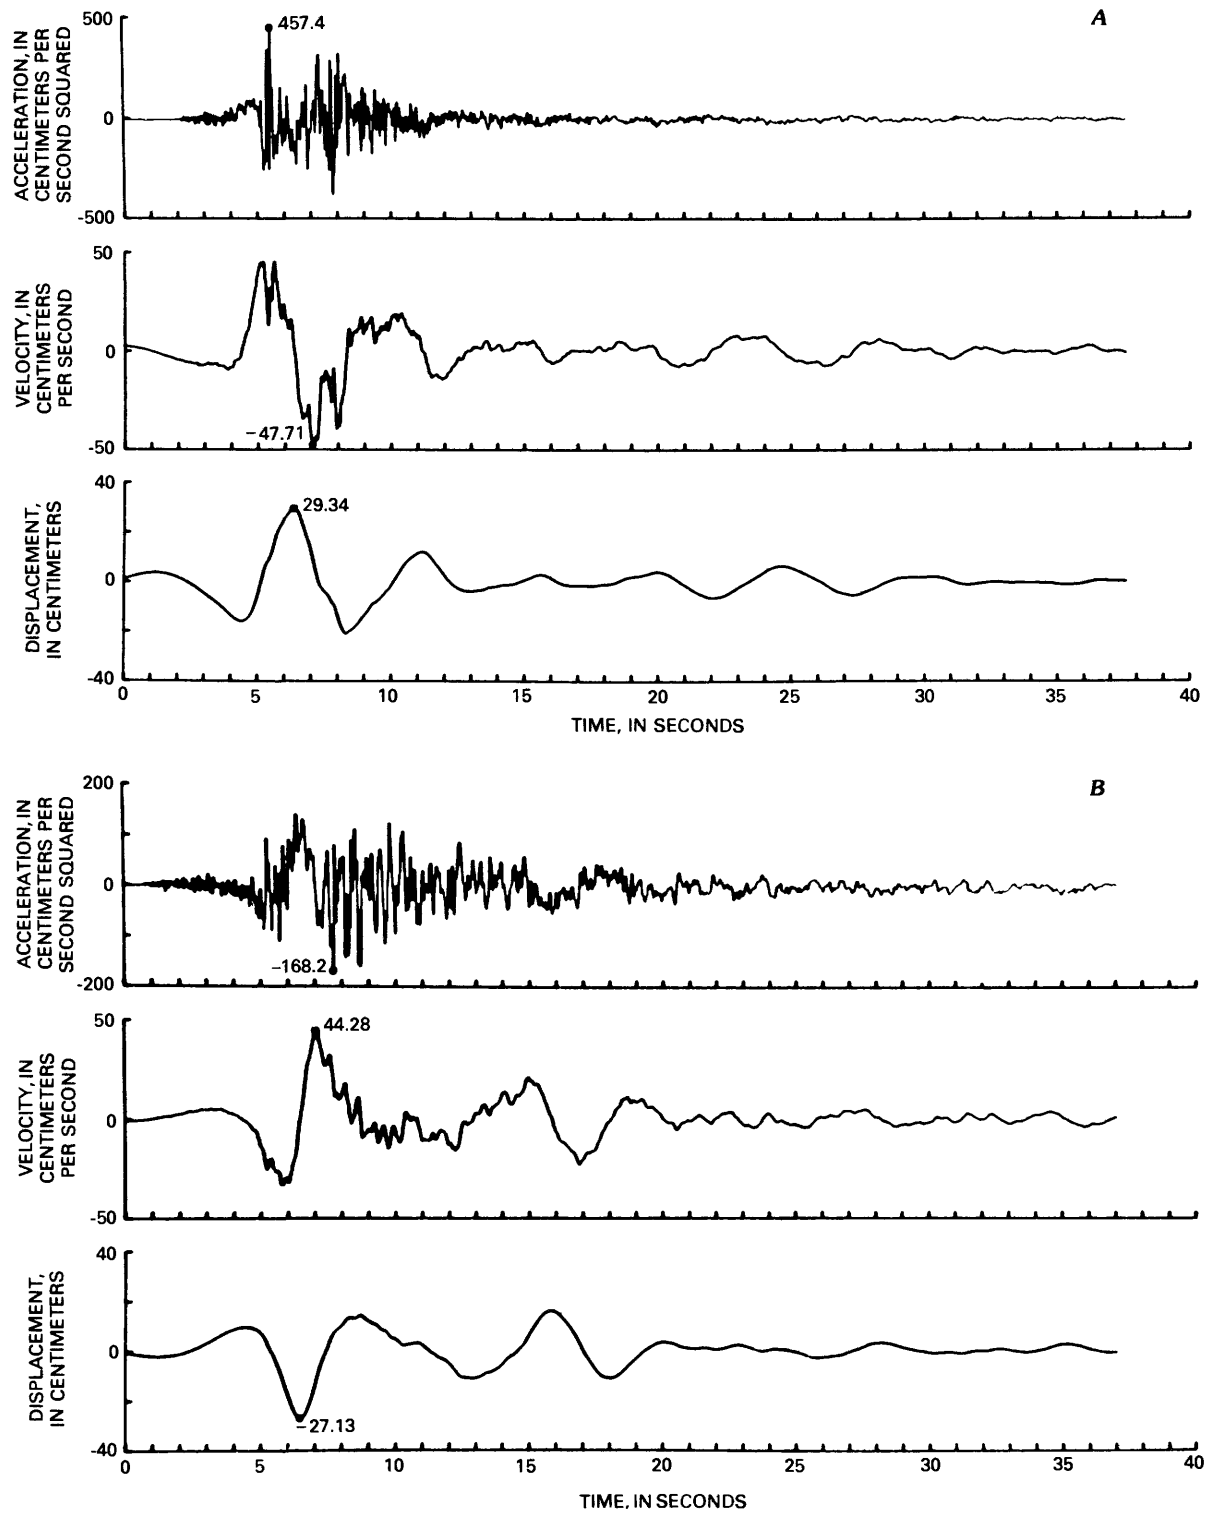 A
ACCELERATION, IN
CENTIMETERS PER
SECOND SQUARED
500
457.4
0
-500
VELOCITY, IN
CENTIMETERS
PER SECOND
50
0
-47.71
-50
DISPLACEMENT,
IN CENTIMETERS
40
29.34
0
-40
0 5 10 15 20 25 30 35 40
TIME, IN SECONDS
B
ACCELERATION, IN
CENTIMETERS PER
SECOND SQUARED
200
100
0
-168.2
-200
VELOCITY, IN
CENTIMETERS
PER SECOND
50
44.28
0
-50
DISPLACEMENT,
IN CENTIMETERS
40
0
-27.13
-40
0 5 10 15 20 25 30 35 40
TIME, IN SECONDS